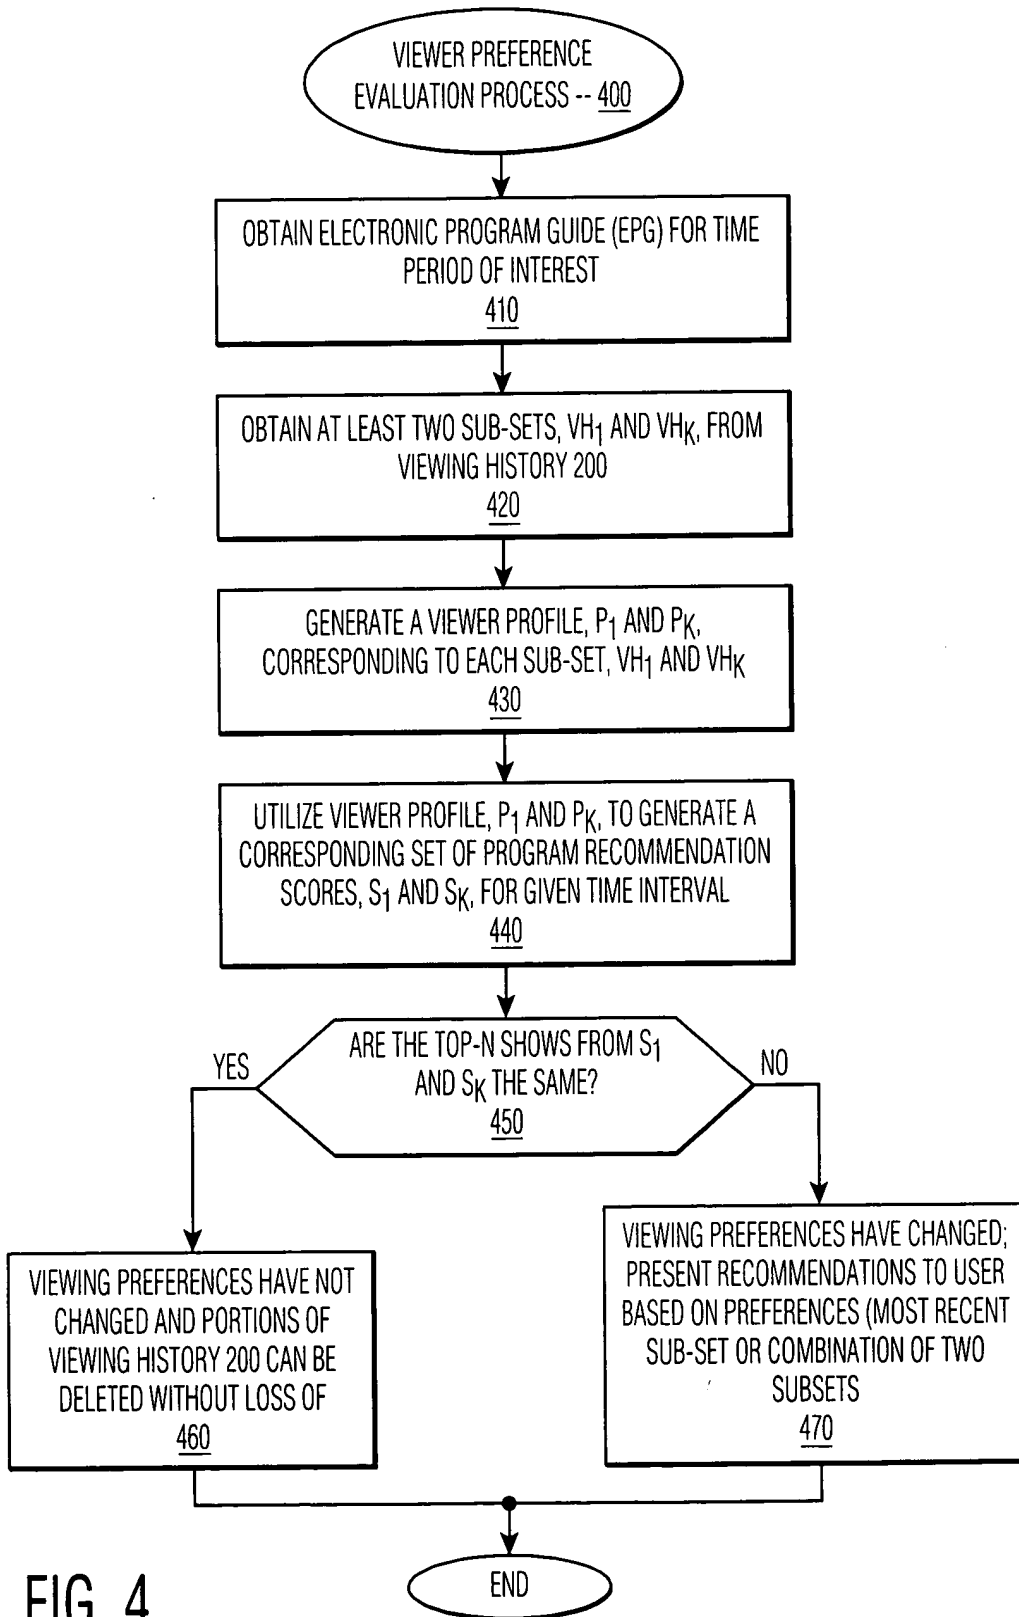 VIEWER PREFERENCE
EVALUATION PROCESS -- 400
OBTAIN ELECTRONIC PROGRAM GUIDE (EPG) FOR TIME
PERIOD OF INTEREST
410
OBTAIN AT LEAST TWO SUB-SETS, VH1 AND VHK, FROM
VIEWING HISTORY 200
420
GENERATE A VIEWER PROFILE, P1 AND PK,
CORRESPONDING TO EACH SUB-SET, VH1 AND VHK
430
UTILIZE VIEWER PROFILE, P1 AND PK, TO GENERATE A
CORRESPONDING SET OF PROGRAM RECOMMENDATION
SCORES, S1 AND SK, FOR GIVEN TIME INTERVAL
440
ARE THE TOP-N SHOWS FROM S1
AND SK THE SAME?
450
YES
NO
VIEWING PREFERENCES HAVE NOT
CHANGED AND PORTIONS OF
VIEWING HISTORY 200 CAN BE
DELETED WITHOUT LOSS OF
460
VIEWING PREFERENCES HAVE CHANGED;
PRESENT RECOMMENDATIONS TO USER
BASED ON PREFERENCES (MOST RECENT
SUB-SET OR COMBINATION OF TWO
SUBSETS
470
END
FIG. 4